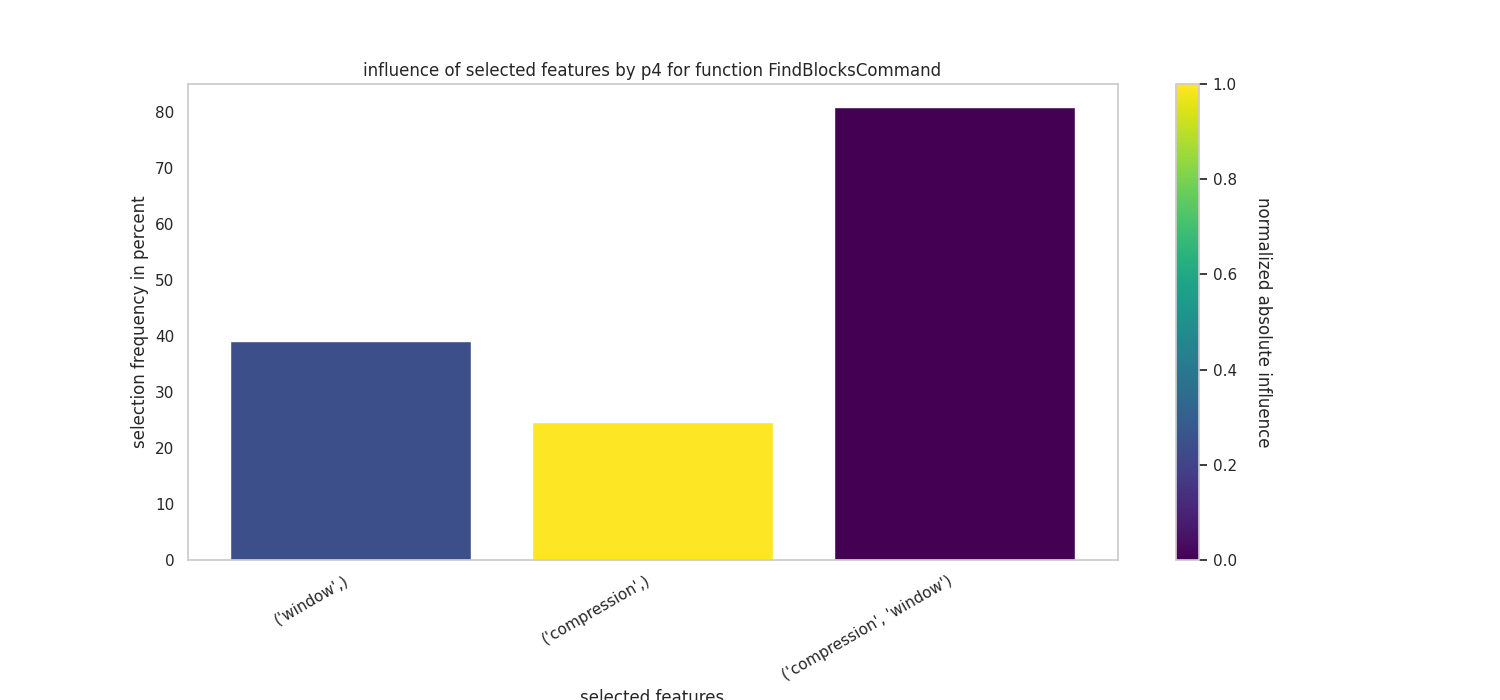 influence of selected features by p4 for function FindBlocksCommand
80
70
60
50
40
30
20
10
0
selection frequency in percent
('window',)
('compression',)
('compression', 'window')
selected features
1.0
0.8
0.6
0.4
0.2
0.0
normalized absolute influence